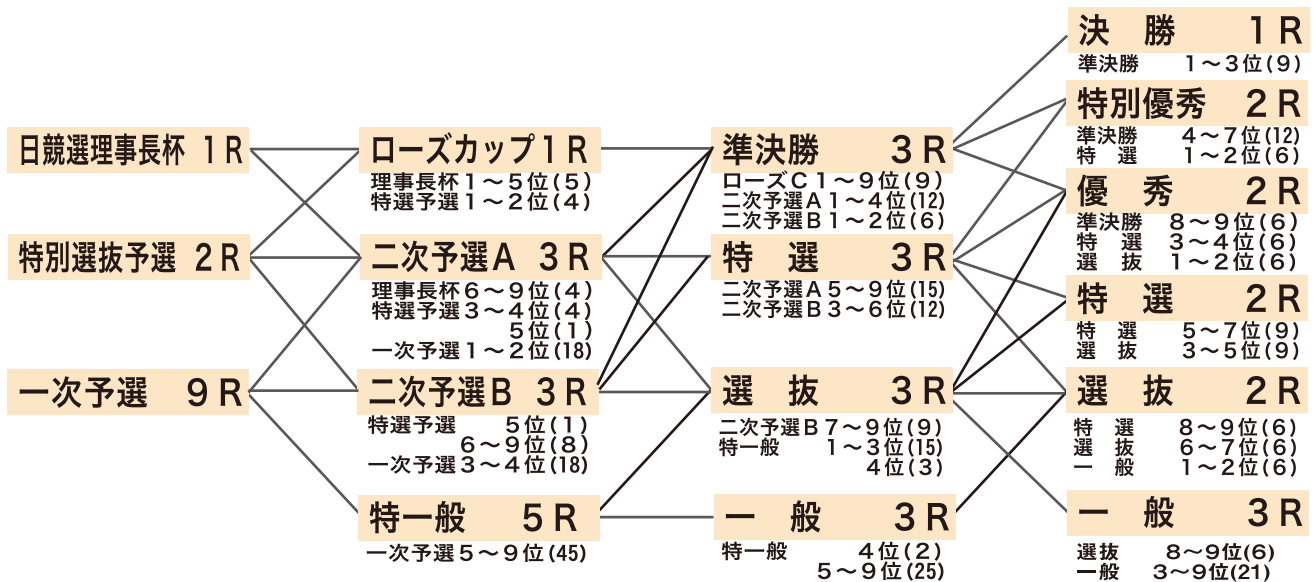 日競選理事長杯 1R
特別選抜予選 2R
一次予選 9R
ローズカップ1R
理事長杯1～5位(5)
特選予選1～2位(4)
二次予選A 3R
理事長杯6～9位(4)
特選予選3～4位(4)
5位(1)
一次予選1～2位(18)
二次予選B 3R
特選予選 5位(1)
6～9位(8)
一次予選3～4位(18)
特一般 5R
一次予選5～9位(45)
準決勝 3R
ローズC1～9位(9)
二次予選A1～4位(12)
二次予選B1～2位(6)
特 選 3R
二次予選A5～9位(15)
二次予選B3～6位(12)
選 抜 3R
二次予選B7～9位(9)
特一般 1～3位(15)
4位(3)
一 般 3R
特一般 4位(2)
5～9位(25)
決 勝 1R
準決勝 1～3位(9)
特別優秀 2R
準決勝 4～7位(12)
特 選 1～2位(6)
優 秀 2R
準決勝 8～9位(6)
特 選 3～4位(6)
選 抜 1～2位(6)
特 選 2R
特 選 5～7位(9)
選 抜 3～5位(9)
選 抜 2R
特 選 8～9位(6)
選 抜 6～7位(6)
一 般 1～2位(6)
一 般 3R
選抜 8～9位(6)
一般 3～9位(21)